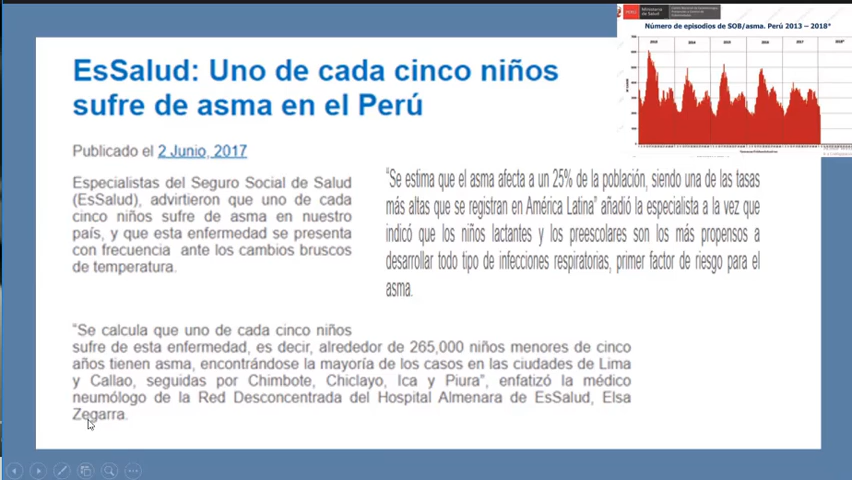 EsSalud: Uno de cada cinco niños
sufre de asma en el Perú
Publicado el 2 Junio, 2017
Especialistas del Seguro Social de Salud
(EsSalud), advirtieron que uno de cada
cinco niños sufre de asma en nuestro
país, y que esta enfermedad se presenta
con frecuencia ante los cambios bruscos
de temperatura.
"Se estima que el asma afecta a un 25% de la población, siendo una de las tasas
más altas que se registran en América Latina" añadió la especialista a la vez que
indicó que los niños lactantes y los preescolares son los más propensos a
desarrollar todo tipo de infecciones respiratorias, primer factor de riesgo para el
asma.
"Se calcula que uno de cada cinco niños
sufre de esta enfermedad, es decir, alrededor de 265,000 niños menores de cinco
años tienen asma, encontrándose la mayoría de los casos en las ciudades de Lima
y Callao, seguidas por Chimbote, Chiclayo, Ica y Piura", enfatizó la médico
neumólogo de la Red Desconcentrada del Hospital Almenara de EsSalud, Elsa
Zegarra.
PERÚ Ministerio de Salud
Número de episodios de SOB/asma. Perú 2013 – 2018*
2013 2014 2015 2016 2017 2018*